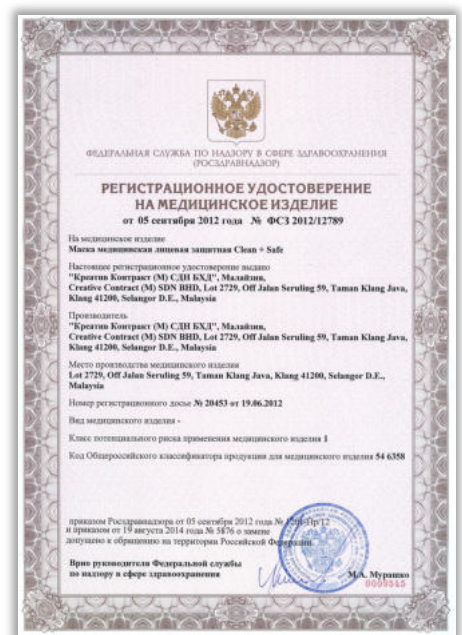 ФЕДЕРАЛЬНАЯ СЛУЖБА ПО НАДЗОРУ В СФЕРЕ ЗДРАВООХРАНЕНИЯ
(РОСЗДРАВНАДЗОР)
РЕГИСТРАЦИОННОЕ УДОСТОВЕРЕНИЕ
НА МЕДИЦИНСКОЕ ИЗДЕЛИЕ
от 05 сентября 2012 года № ФСЗ 2012/12789
На медицинское изделие
Маска медицинская лицевая защитная Clean + Safe
Настоящее регистрационное удостоверение выдано
"Креатив Контракт (М) СДН БХД", Малайзия,
Creative Contract (M) SDN BHD, Lot 2729, Off Jalan Seruling 59, Taman Klang Java,
Klang 41200, Selangor D.E., Malaysia
Производитель
"Креатив Контракт (М) СДН БХД", Малайзия,
Creative Contract (M) SDN BHD, Lot 2729, Off Jalan Seruling 59, Taman Klang Java,
Klang 41200, Selangor D.E., Malaysia
Место производства медицинского изделия
Lot 2729, Off Jalan Seruling 59, Taman Klang Java, Klang 41200, Selangor D.E.,
Malaysia
Номер регистрационного досье № 20453 от 19.06.2012
Вид медицинского изделия -
Класс потенциального риска применения медицинского изделия 1
Код Общероссийского классификатора продукции для медицинского изделия 54 6358
приказом Росздравнадзора от 05 сентября 2012 года №
и приказом от 19 августа 2014 года № 5876 о замене
допущено к обращению на территории Российской Федерации.
Врио руководителя Федеральной службы
по надзору в сфере здравоохранения
М.А. Мурашко